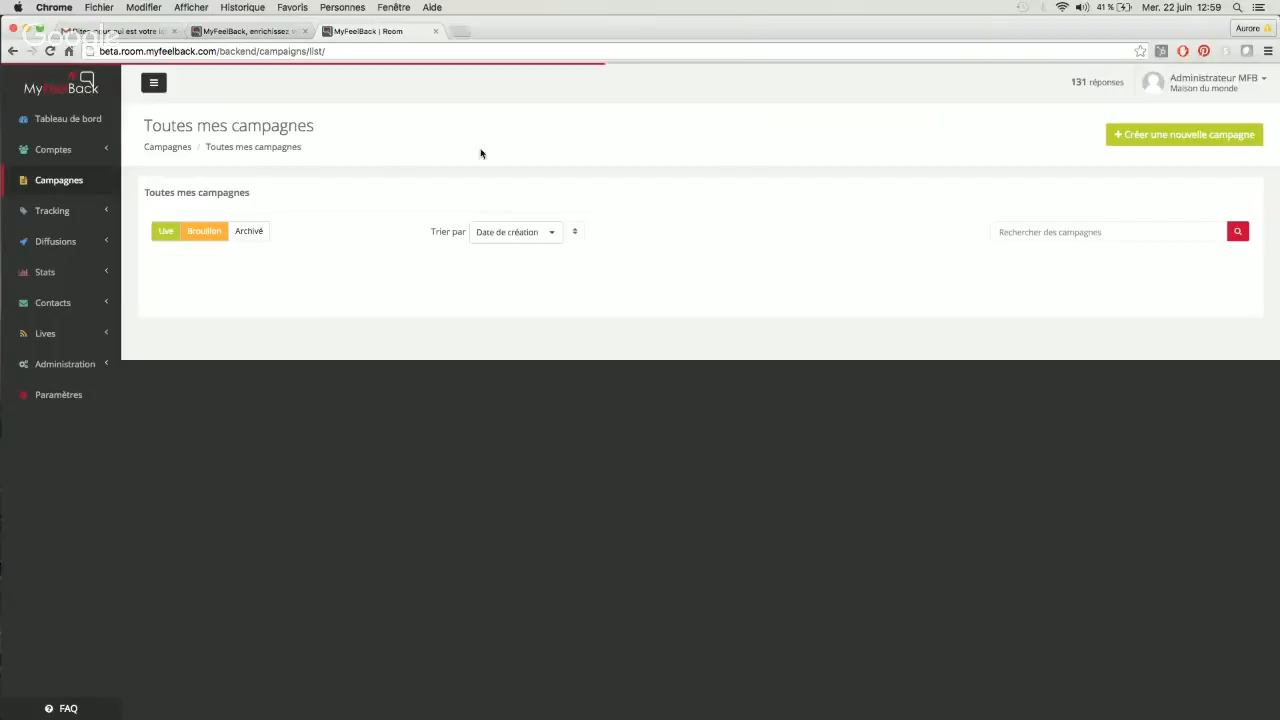 Chrome Fichier Modifier Afficher Historique Favoris Personnes Fenêtre Aide 41 % Mer. 22 juin 12:59
Google
MyFeelBack, enrichissez v MyFeelBack | Room Aurore
beta.room.myfeelback.com/backend/campaigns/list/
MyFeelBack
131 réponses
Administrateur MFB
Maison du monde
Tableau de bord
Comptes
Campagnes
Tracking
Diffusions
Stats
Contacts
Lives
Administration
Paramètres
FAQ
Toutes mes campagnes
Campagnes / Toutes mes campagnes
+ Créer une nouvelle campagne
Toutes mes campagnes
Live Brouillon Archivé
Trier par Date de création
Rechercher des campagnes